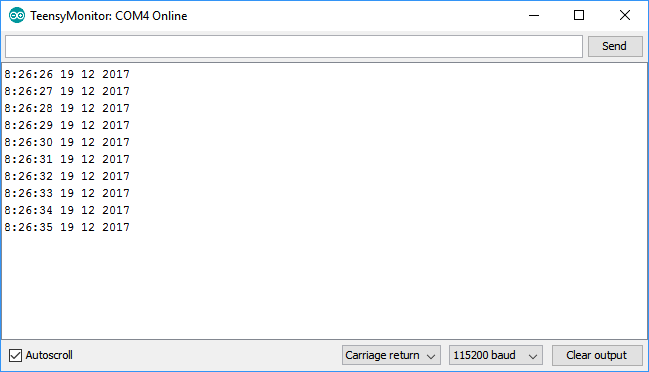 TeensyMonitor: COM4 Online
Send
8:26:26 19 12 2017
8:26:27 19 12 2017
8:26:28 19 12 2017
8:26:29 19 12 2017
8:26:30 19 12 2017
8:26:31 19 12 2017
8:26:32 19 12 2017
8:26:33 19 12 2017
8:26:34 19 12 2017
8:26:35 19 12 2017
Autoscroll Carriage return 115200 baud Clear output